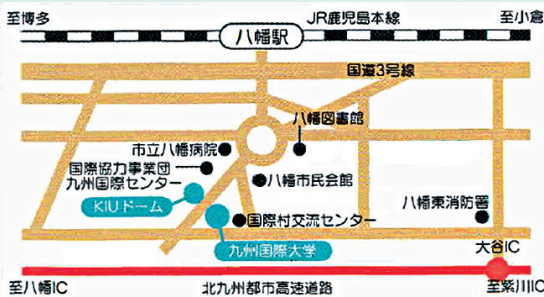 至博多
JR鹿児島本線
至小倉
八幡駅
国道3号線
八幡図書館
市立八幡病院
国際協力事業団
九州国際センター
八幡市民会館
KIUドーム
国際村交流センター
八幡東消防署
九州国際大学
大谷IC
至八幡IC
北九州都市高速道路
至紫川IC